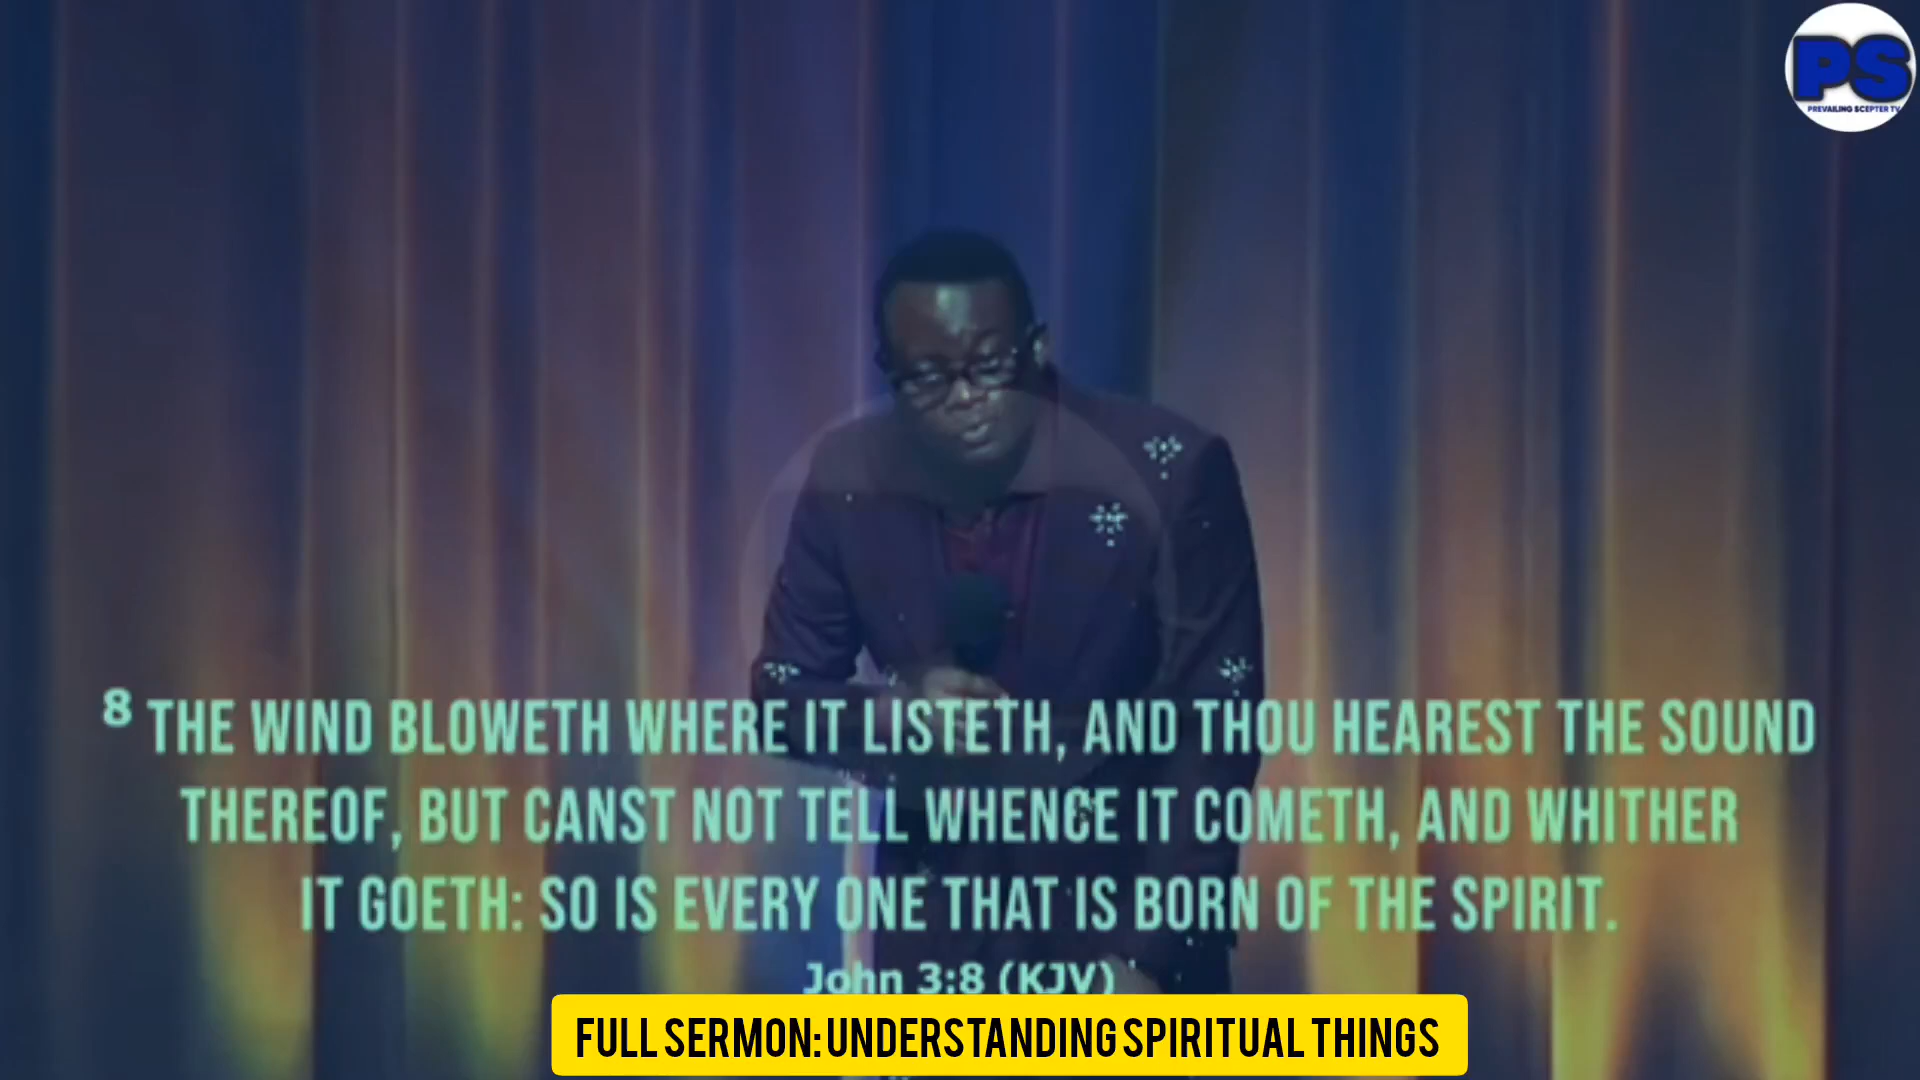 PS
PREVAILING SCEPTER TV
8 THE WIND BLOWETH WHERE IT LISTETH, AND THOU HEAREST THE SOUND
THEREOF, BUT CANST NOT TELL WHENCE IT COMETH, AND WHITHER
IT GOETH: SO IS EVERY ONE THAT IS BORN OF THE SPIRIT.
John 3:8 (KJV)
FULL SERMON: UNDERSTANDING SPIRITUAL THINGS